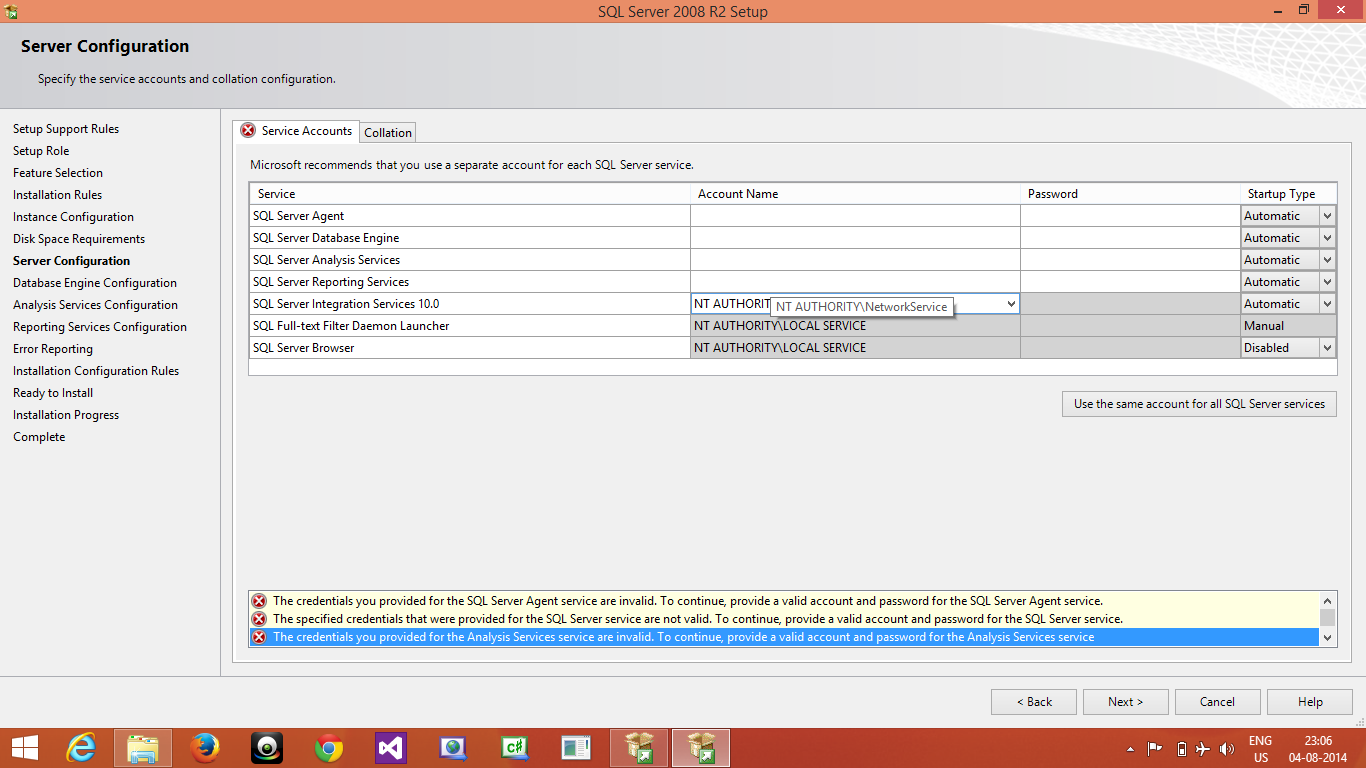 SQL Server 2008 R2 Setup
Server Configuration
Specify the service accounts and collation configuration.
Setup Support Rules
Setup Role
Feature Selection
Installation Rules
Instance Configuration
Disk Space Requirements
Server Configuration
Database Engine Configuration
Analysis Services Configuration
Reporting Services Configuration
Error Reporting
Installation Configuration Rules
Ready to Install
Installation Progress
Complete
Service Accounts Collation
Microsoft recommends that you use a separate account for each SQL Server service.
Service Account Name Password Startup Type
SQL Server Agent Automatic
SQL Server Database Engine Automatic
SQL Server Analysis Services Automatic
SQL Server Reporting Services Automatic
SQL Server Integration Services 10.0 NT AUTHORIT NT AUTHORITY\NetworkService Automatic
SQL Full-text Filter Daemon Launcher NT AUTHORITY\LOCAL SERVICE Manual
SQL Server Browser NT AUTHORITY\LOCAL SERVICE Disabled
Use the same account for all SQL Server services
The credentials you provided for the SQL Server Agent service are invalid. To continue, provide a valid account and password for the SQL Server Agent service.
The specified credentials that were provided for the SQL Server service are not valid. To continue, provide a valid account and password for the SQL Server service.
The credentials you provided for the Analysis Services service are invalid. To continue, provide a valid account and password for the Analysis Services service
< Back Next > Cancel Help
C#
ENG 23:06
US 04-08-2014